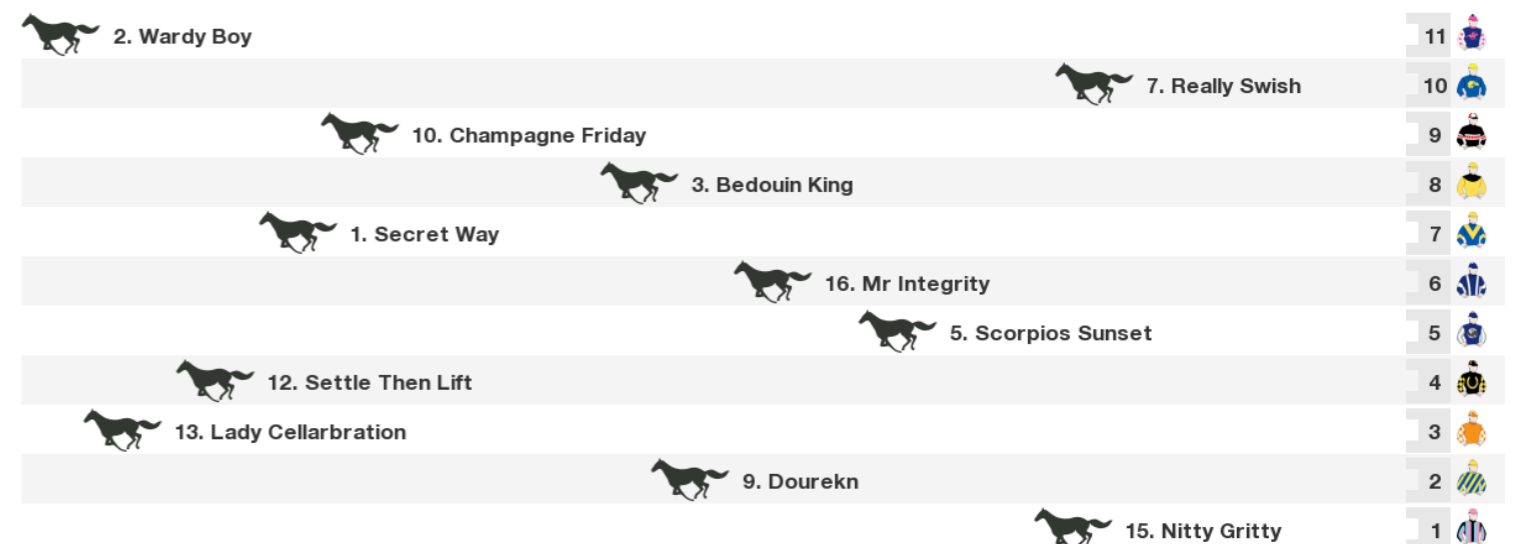 2. Wardy Boy 11
7. Really Swish 10
10. Champagne Friday 9
3. Bedouin King 8
1. Secret Way 7
16. Mr Integrity 6
5. Scorpios Sunset 5
12. Settle Then Lift 4
13. Lady Cellarbration 3
9. Dourekn 2
15. Nitty Gritty 1